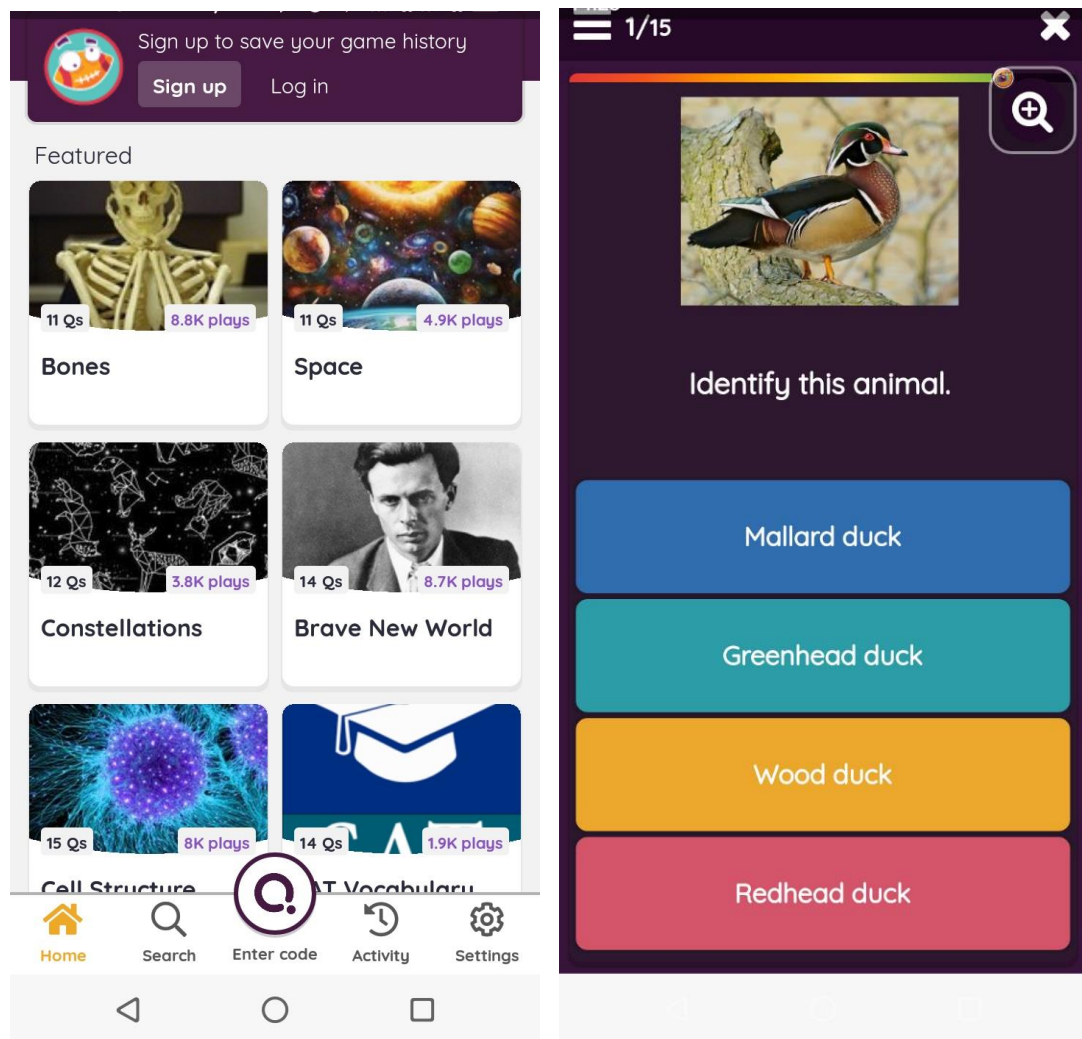 Sign up to save your game history
Sign up
Log in
Featured
11 Qs
8.8K plays
Bones
11 Qs
4.9K plays
Space
12 Qs
3.8K plays
Constellations
14 Qs
8.7K plays
Brave New World
15 Qs
8K plays
Cell Structure
14 Qs
1.9K plays
Vocabulary
Home
Search
Enter code
Activity
Settings
1/15
Identify this animal.
Mallard duck
Greenhead duck
Wood duck
Redhead duck